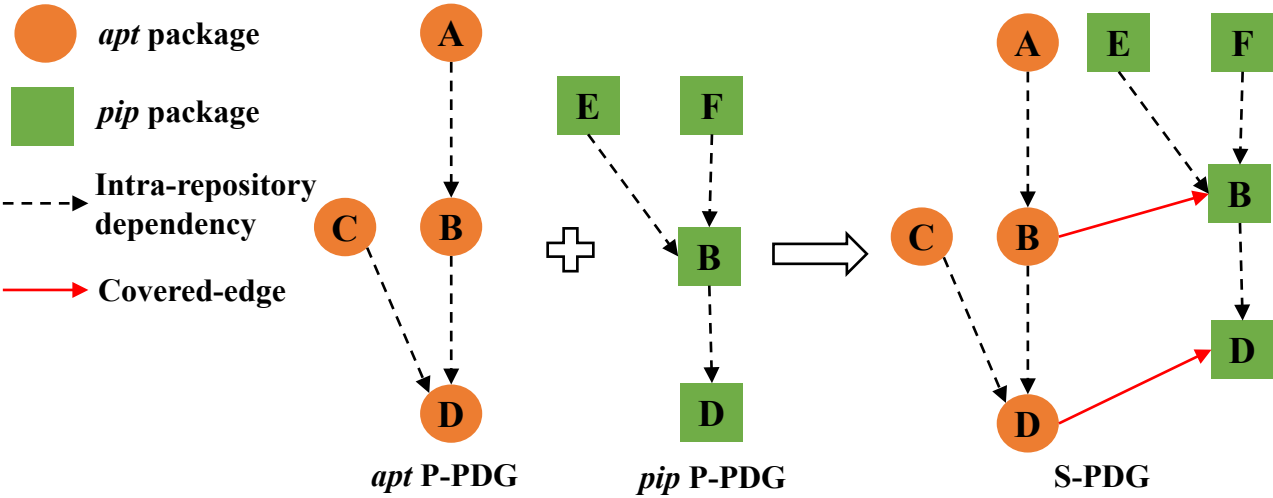 apt package
pip package
Intra-repository
dependency
Covered-edge
A
C
B
D
apt P-PDG
E
F
B
D
pip P-PDG
A
E
F
C
B
B
D
D
S-PDG